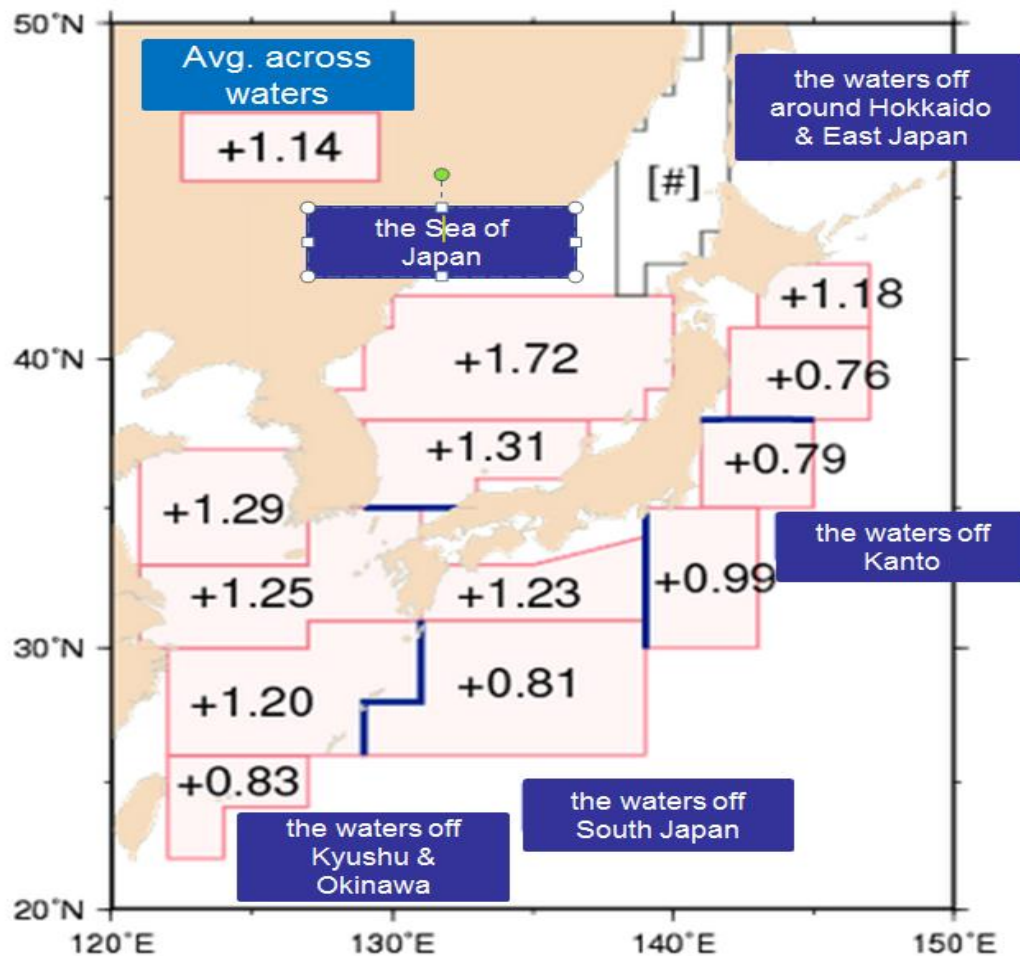 50°N
Avg. across
waters
+1.14
the waters off
around Hokkaido
& East Japan
[#]
the Sea of
Japan
+1.18
40°N
+1.72
+0.76
+1.31
+0.79
+1.29
the waters off
Kanto
+0.99
+1.25
+1.23
30°N
+1.20
+0.81
+0.83
the waters off
South Japan
the waters off
Kyushu &
Okinawa
20°N
120°E
130°E
140°E
150°E